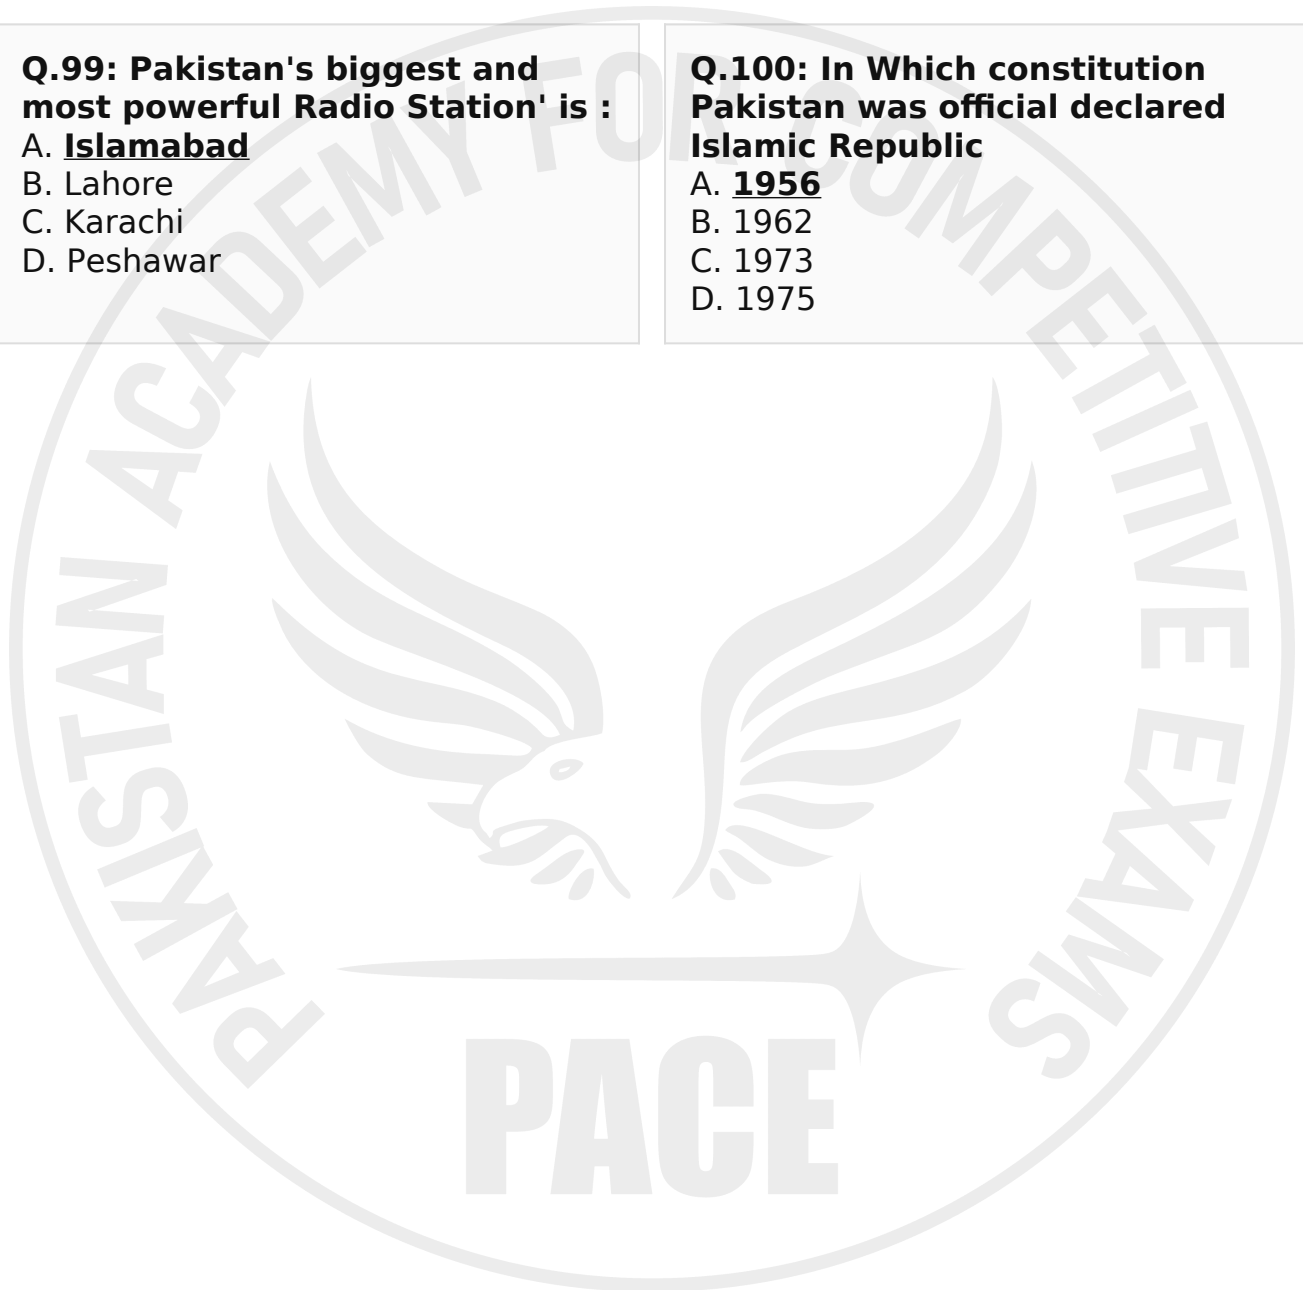 Q.99: Pakistan's biggest and
most powerful Radio Station' is :
A. Islamabad
B. Lahore
C. Karachi
D. Peshawar
Q.100: In Which constitution
Pakistan was official declared
Islamic Republic
A. 1956
B. 1962
C. 1973
D. 1975
PAKISTAN ACADEMY FOR COMPETITIVE EXAMS
PACE